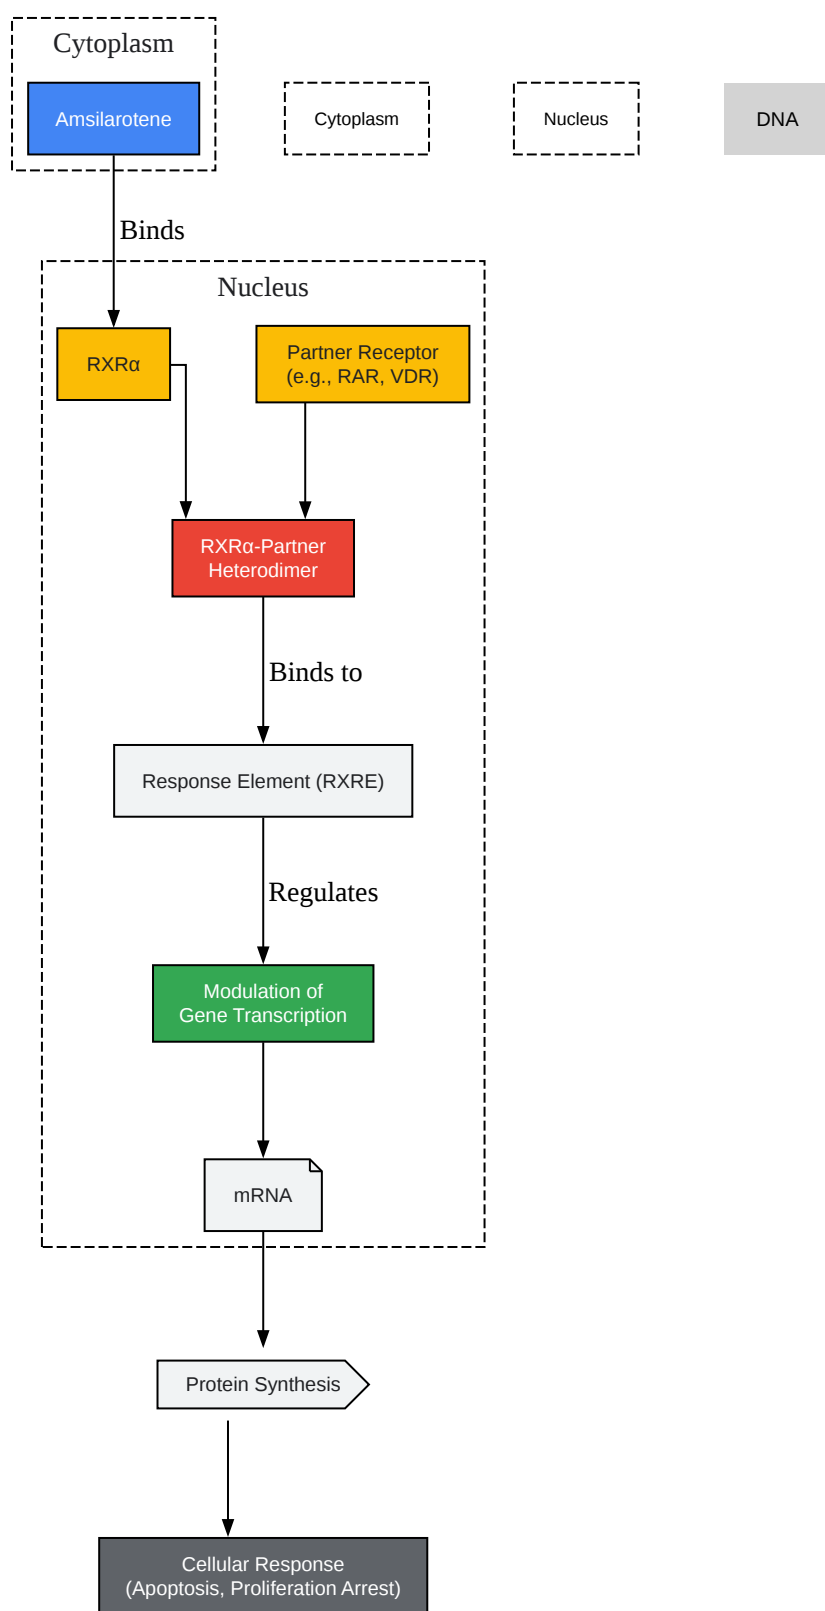 Cytoplasm
Amsilarotene
Cytoplasm
Nucleus
DNA
Binds
Nucleus
RXRα
Partner Receptor
(e.g., RAR, VDR)
RXRα-Partner
Heterodimer
Binds to
Response Element (RXRE)
Regulates
Modulation of
Gene Transcription
mRNA
Protein Synthesis
Cellular Response
(Apoptosis, Proliferation Arrest)